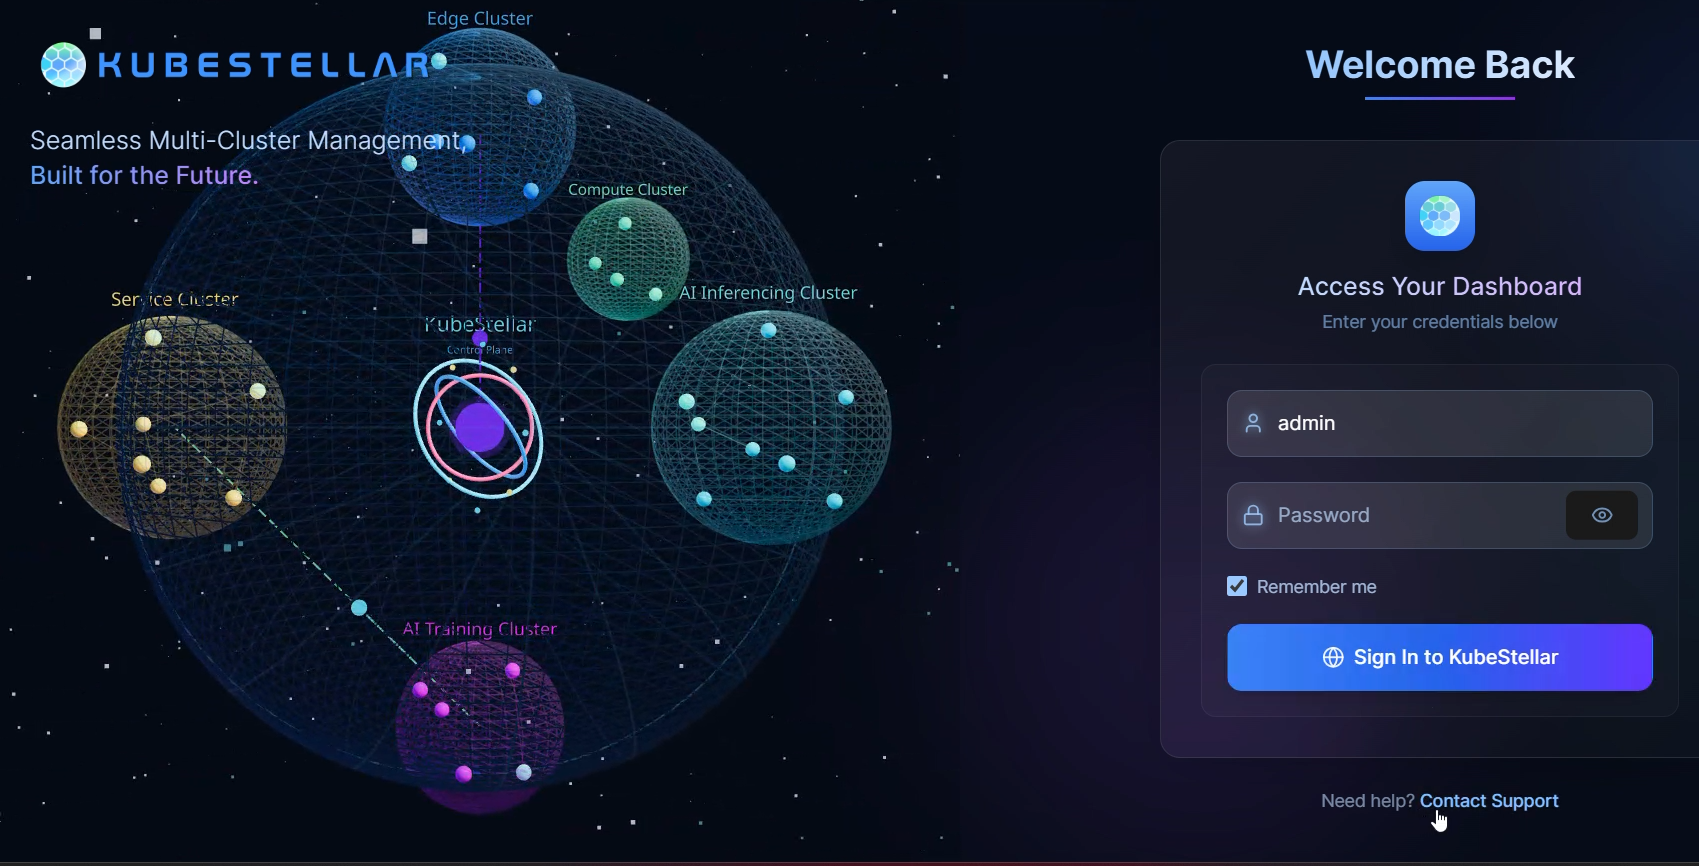 Edge Cluster
KUBESTELLAR
Seamless Multi-Cluster Management,
Built for the Future.
Compute Cluster
Service Cluster
AI Inferencing Cluster
KubeStellar
Control Plane
AI Training Cluster
Welcome Back
Access Your Dashboard
Enter your credentials below
admin
Password
Remember me
Sign In to KubeStellar
Need help? Contact Support